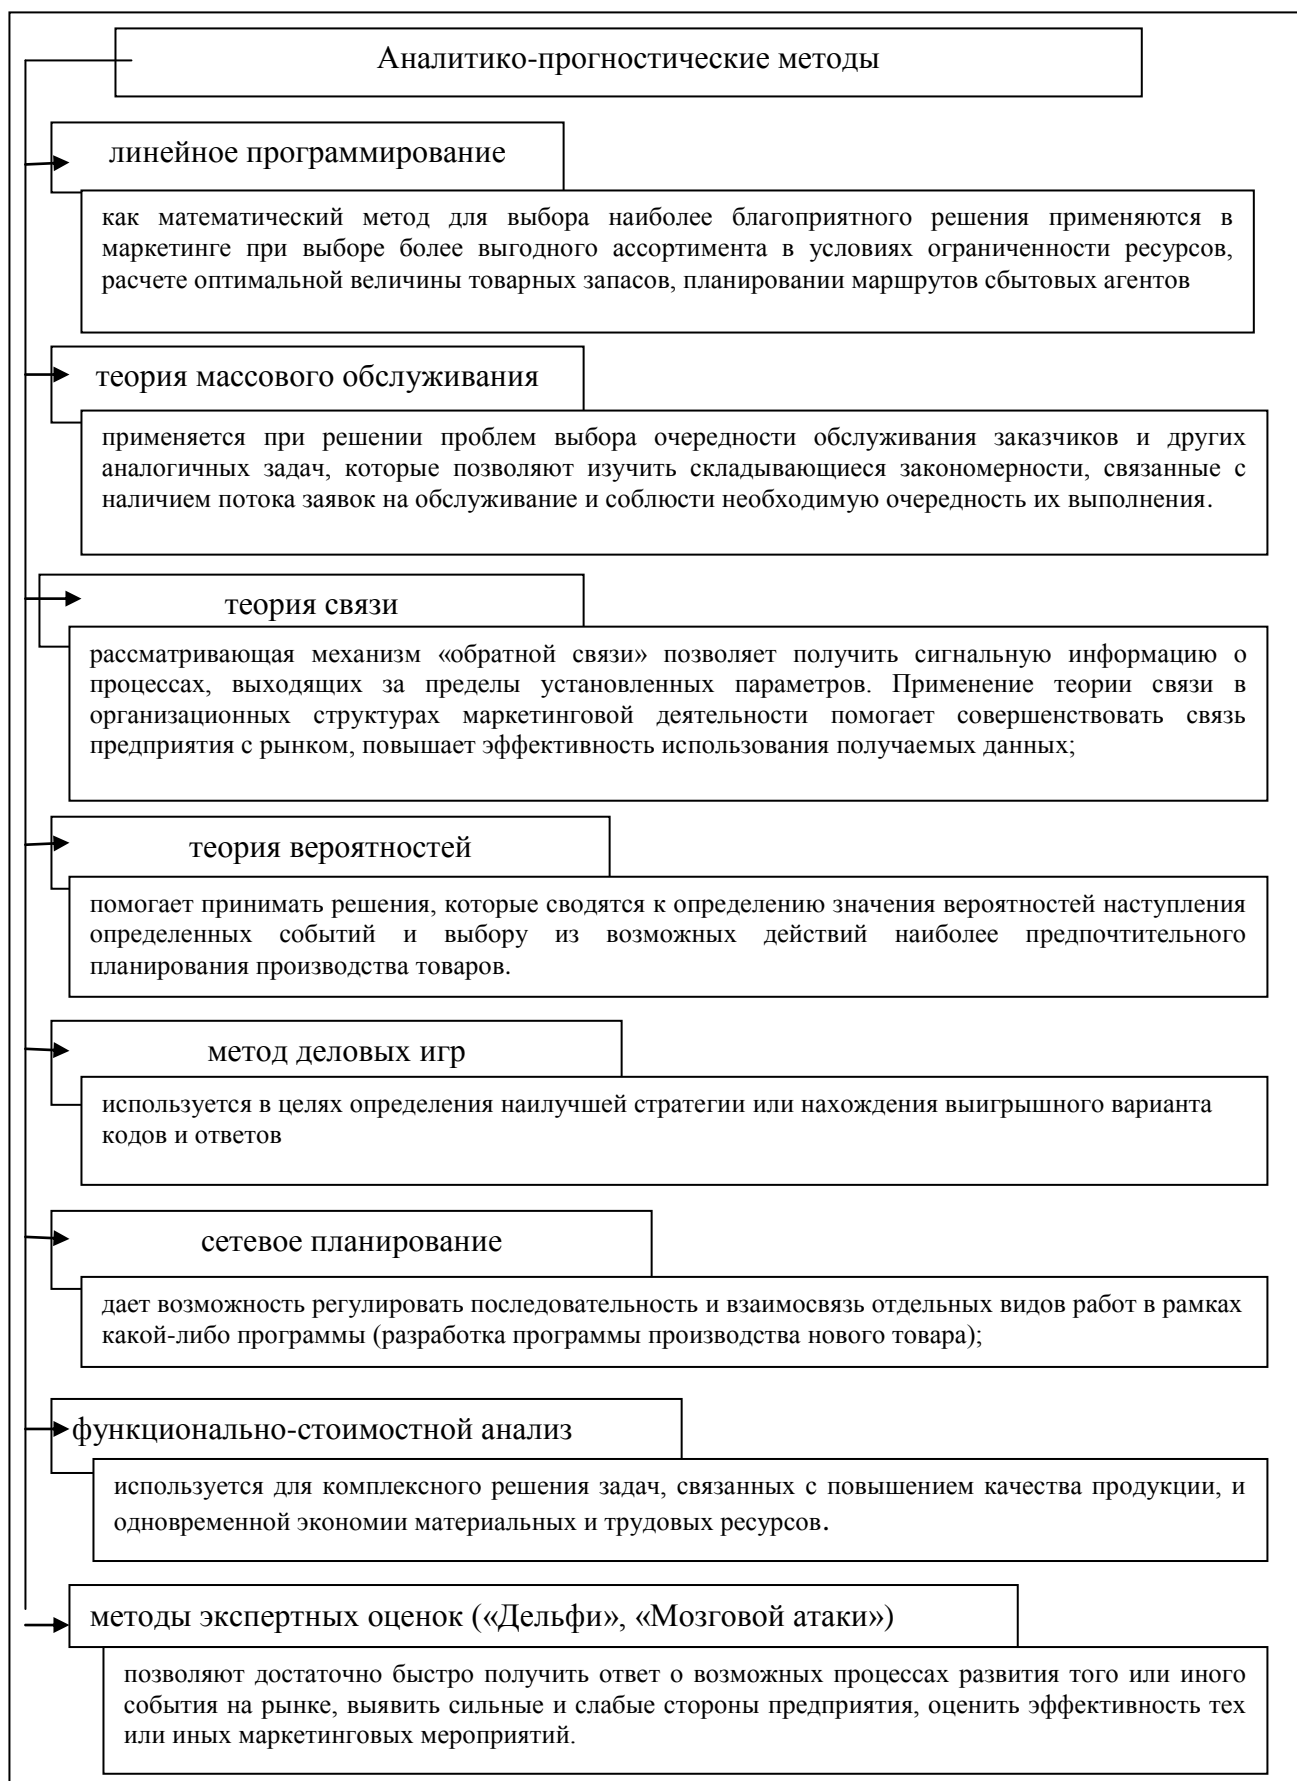 Аналитико-прогностические методы
линейное программирование
как математический метод для выбора наиболее благоприятного решения применяются в
маркетинге при выборе более выгодного ассортимента в условиях ограниченности ресурсов,
расчете оптимальной величины товарных запасов, планировании маршрутов сбытовых агентов
теория массового обслуживания
применяется при решении проблем выбора очередности обслуживания заказчиков и других
аналогичных задач, которые позволяют изучить складывающиеся закономерности, связанные с
наличием потока заявок на обслуживание и соблюсти необходимую очередность их выполнения.
теория связи
рассматривающая механизм «обратной связи» позволяет получить сигнальную информацию о
процессах, выходящих за пределы установленных параметров. Применение теории связи в
организационных структурах маркетинговой деятельности помогает совершенствовать связь
предприятия с рынком, повышает эффективность использования получаемых данных;
теория вероятностей
помогает принимать решения, которые сводятся к определению значения вероятностей наступления
определенных событий и выбору из возможных действий наиболее предпочтительного
планирования производства товаров.
метод деловых игр
используется в целях определения наилучшей стратегии или нахождения выигрышного варианта
кодов и ответов
сетевое планирование
дает возможность регулировать последовательность и взаимосвязь отдельных видов работ в рамках
какой-либо программы (разработка программы производства нового товара);
функционально-стоимостной анализ
используется для комплексного решения задач, связанных с повышением качества продукции, и
одновременной экономии материальных и трудовых ресурсов.
методы экспертных оценок («Дельфи», «Мозговой атаки»)
позволяют достаточно быстро получить ответ о возможных процессах развития того или иного
события на рынке, выявить сильные и слабые стороны предприятия, оценить эффективность тех
или иных маркетинговых мероприятий.